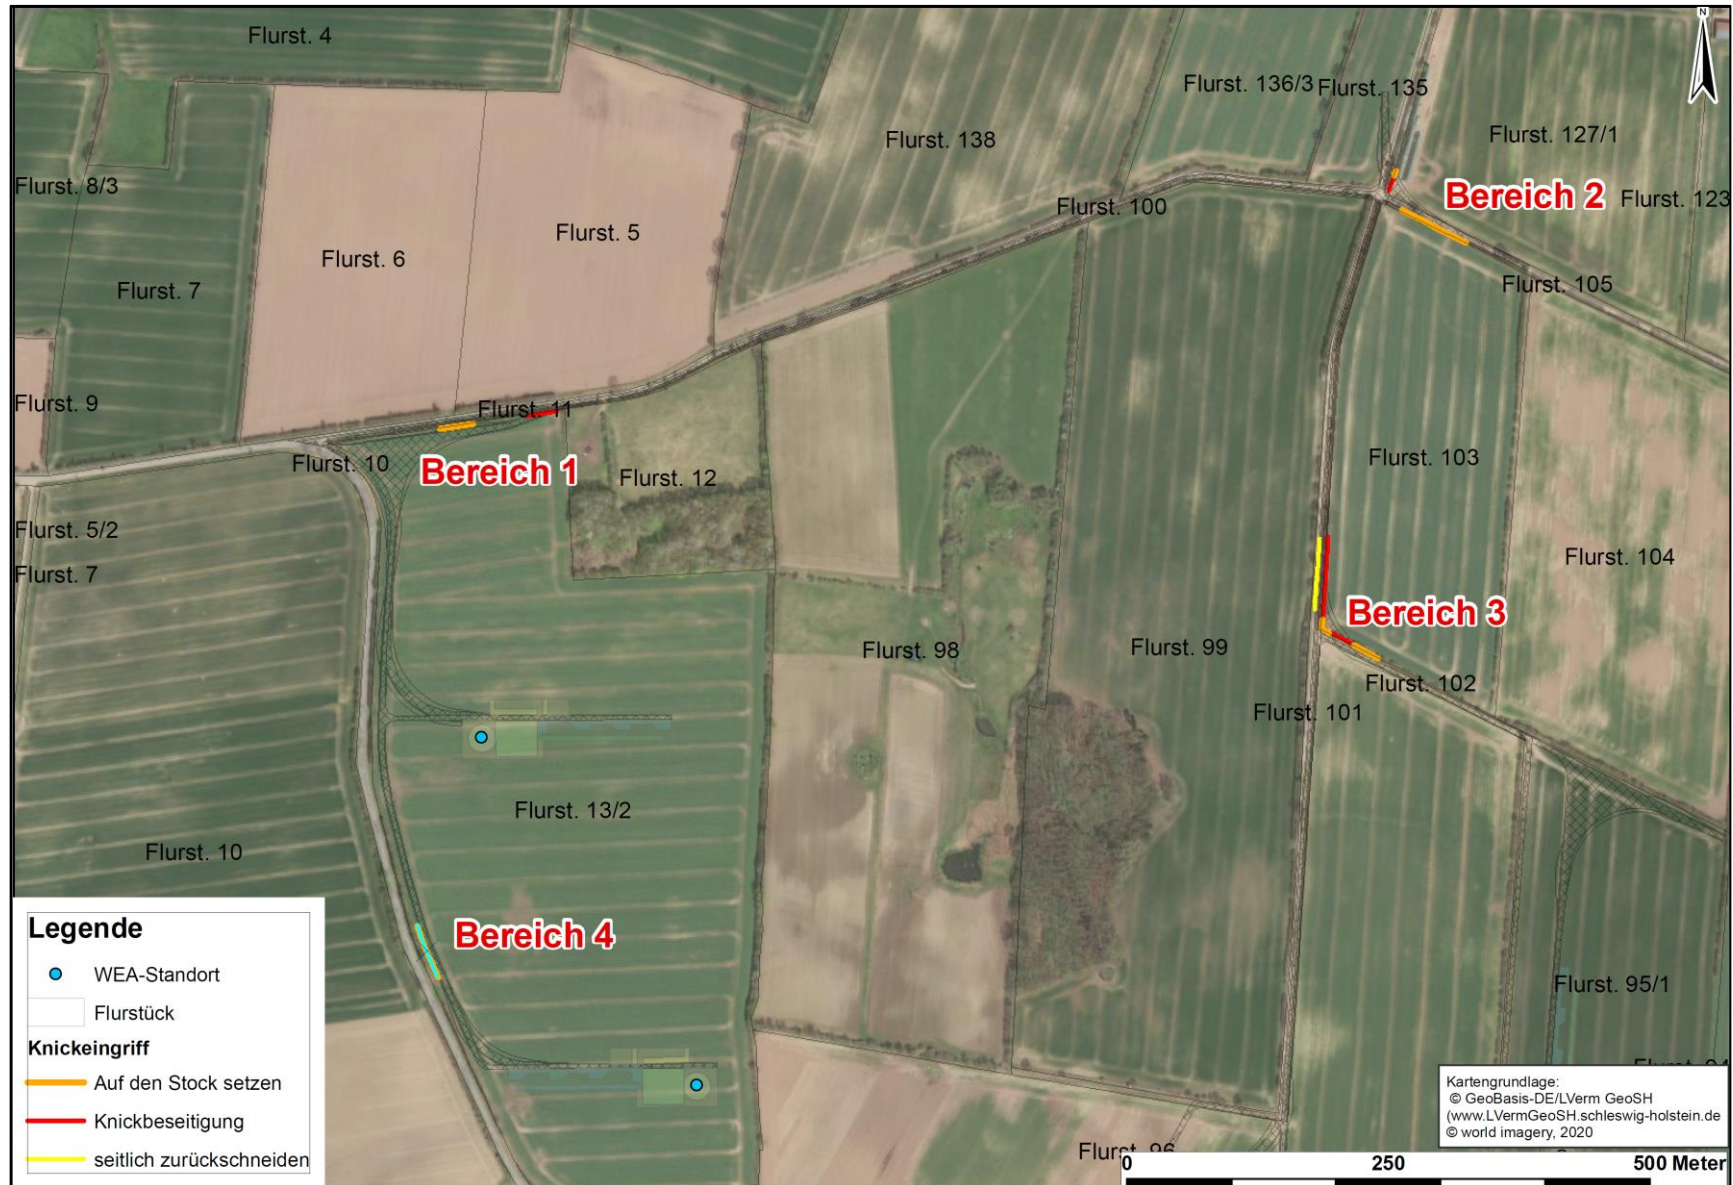 N
Flurst. 4
Flurst. 136/3
Flurst. 135
Flurst. 127/1
Flurst. 138
Flurst. 8/3
Bereich 2
Flurst. 123
Flurst. 100
Flurst. 5
Flurst. 6
Flurst. 7
Flurst. 105
Flurst. 9
Flurst. 11
Flurst. 10
Bereich 1
Flurst. 12
Flurst. 103
Flurst. 5/2
Flurst. 7
Flurst. 104
Bereich 3
Flurst. 98
Flurst. 99
Flurst. 102
Flurst. 101
Flurst. 13/2
Flurst. 10
Bereich 4
Flurst. 95/1
Legende
WEA-Standort
Flurstück
Knickeingriff
Auf den Stock setzen
Knickbeseitigung
seitlich zurückschneiden
Kartengrundlage:
© GeoBasis-DE/LVerm GeoSH
(www.LVermGeoSH.schleswig-holstein.de
© world imagery, 2020
Flurst. 96
0 250 500 Meter